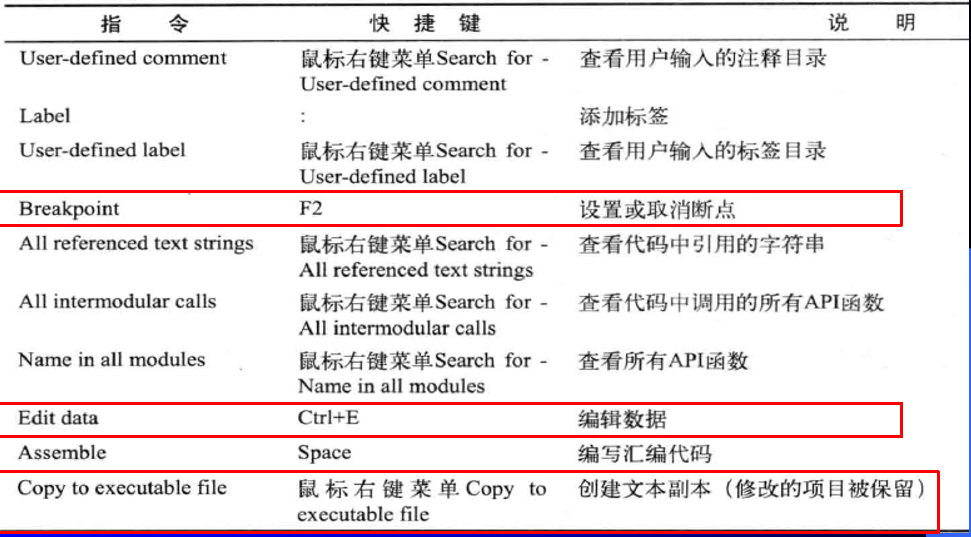 指 令 快 捷 键 说 明
User-defined comment 鼠标右键菜单Search for - 查看用户输入的注释目录
User-defined comment
Label : 添加标签
User-defined label 鼠标右键菜单Search for - 查看用户输入的标签目录
User-defined label
Breakpoint F2 设置或取消断点
All referenced text strings 鼠标右键菜单Search for - 查看代码中引用的字符串
All referenced text strings
All intermodular calls 鼠标右键菜单Search for - 查看代码中调用的所有API函数
All intermodular calls
Name in all modules 鼠标右键菜单Search for - 查看所有API函数
Name in all modules
Edit data Ctrl+E 编辑数据
Assemble Space 编写汇编代码
Copy to executable file 鼠标右键菜单Copy to 创建文本副本（修改的项目被保留）
executable file